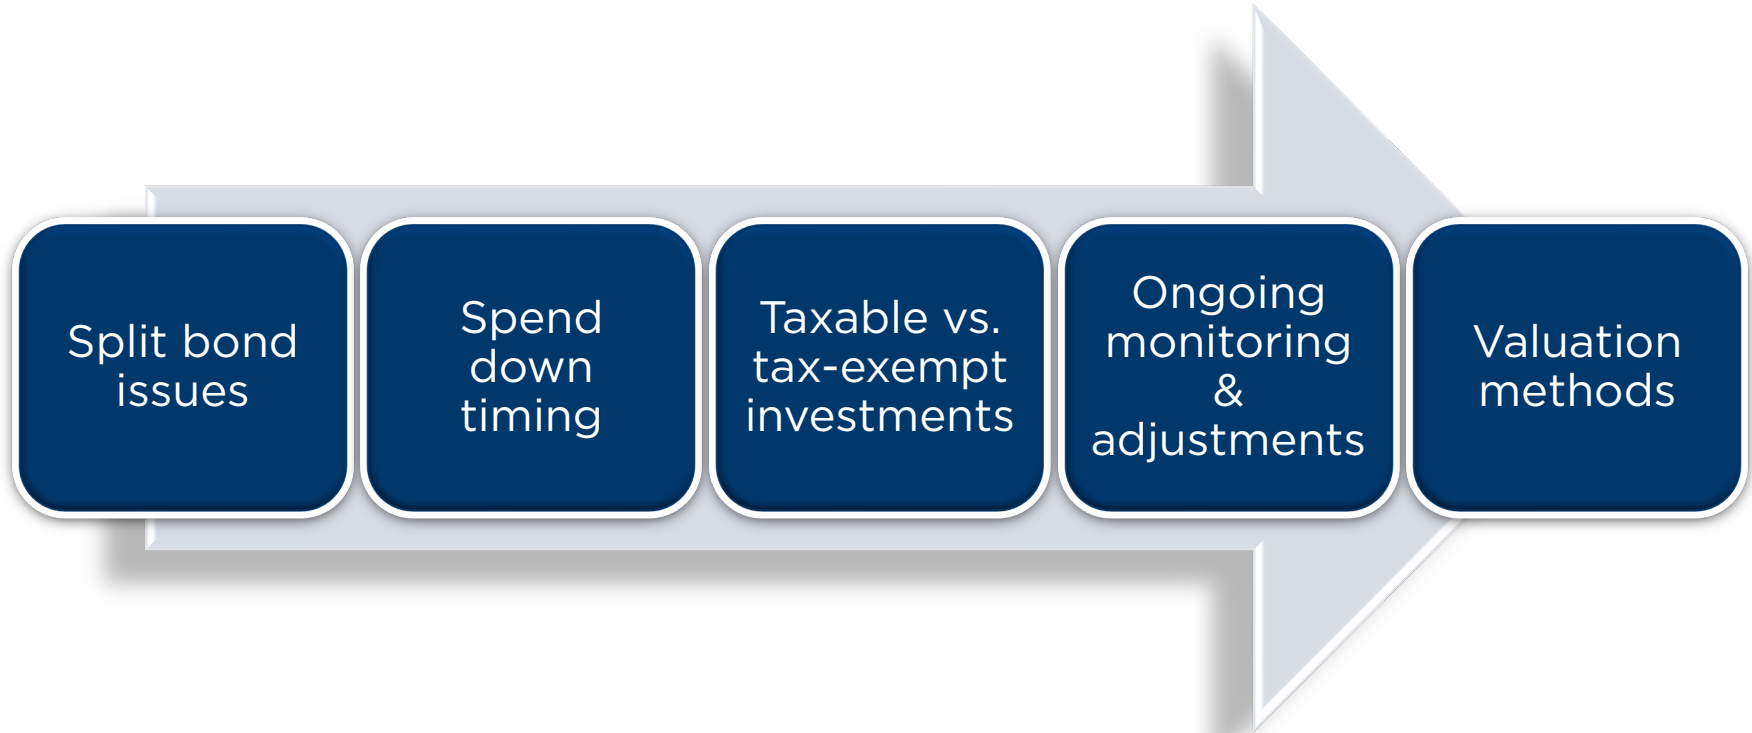 Split bond
issues
Spend
down
timing
Taxable vs.
tax-exempt
investments
Ongoing
monitoring
&
adjustments
Valuation
methods